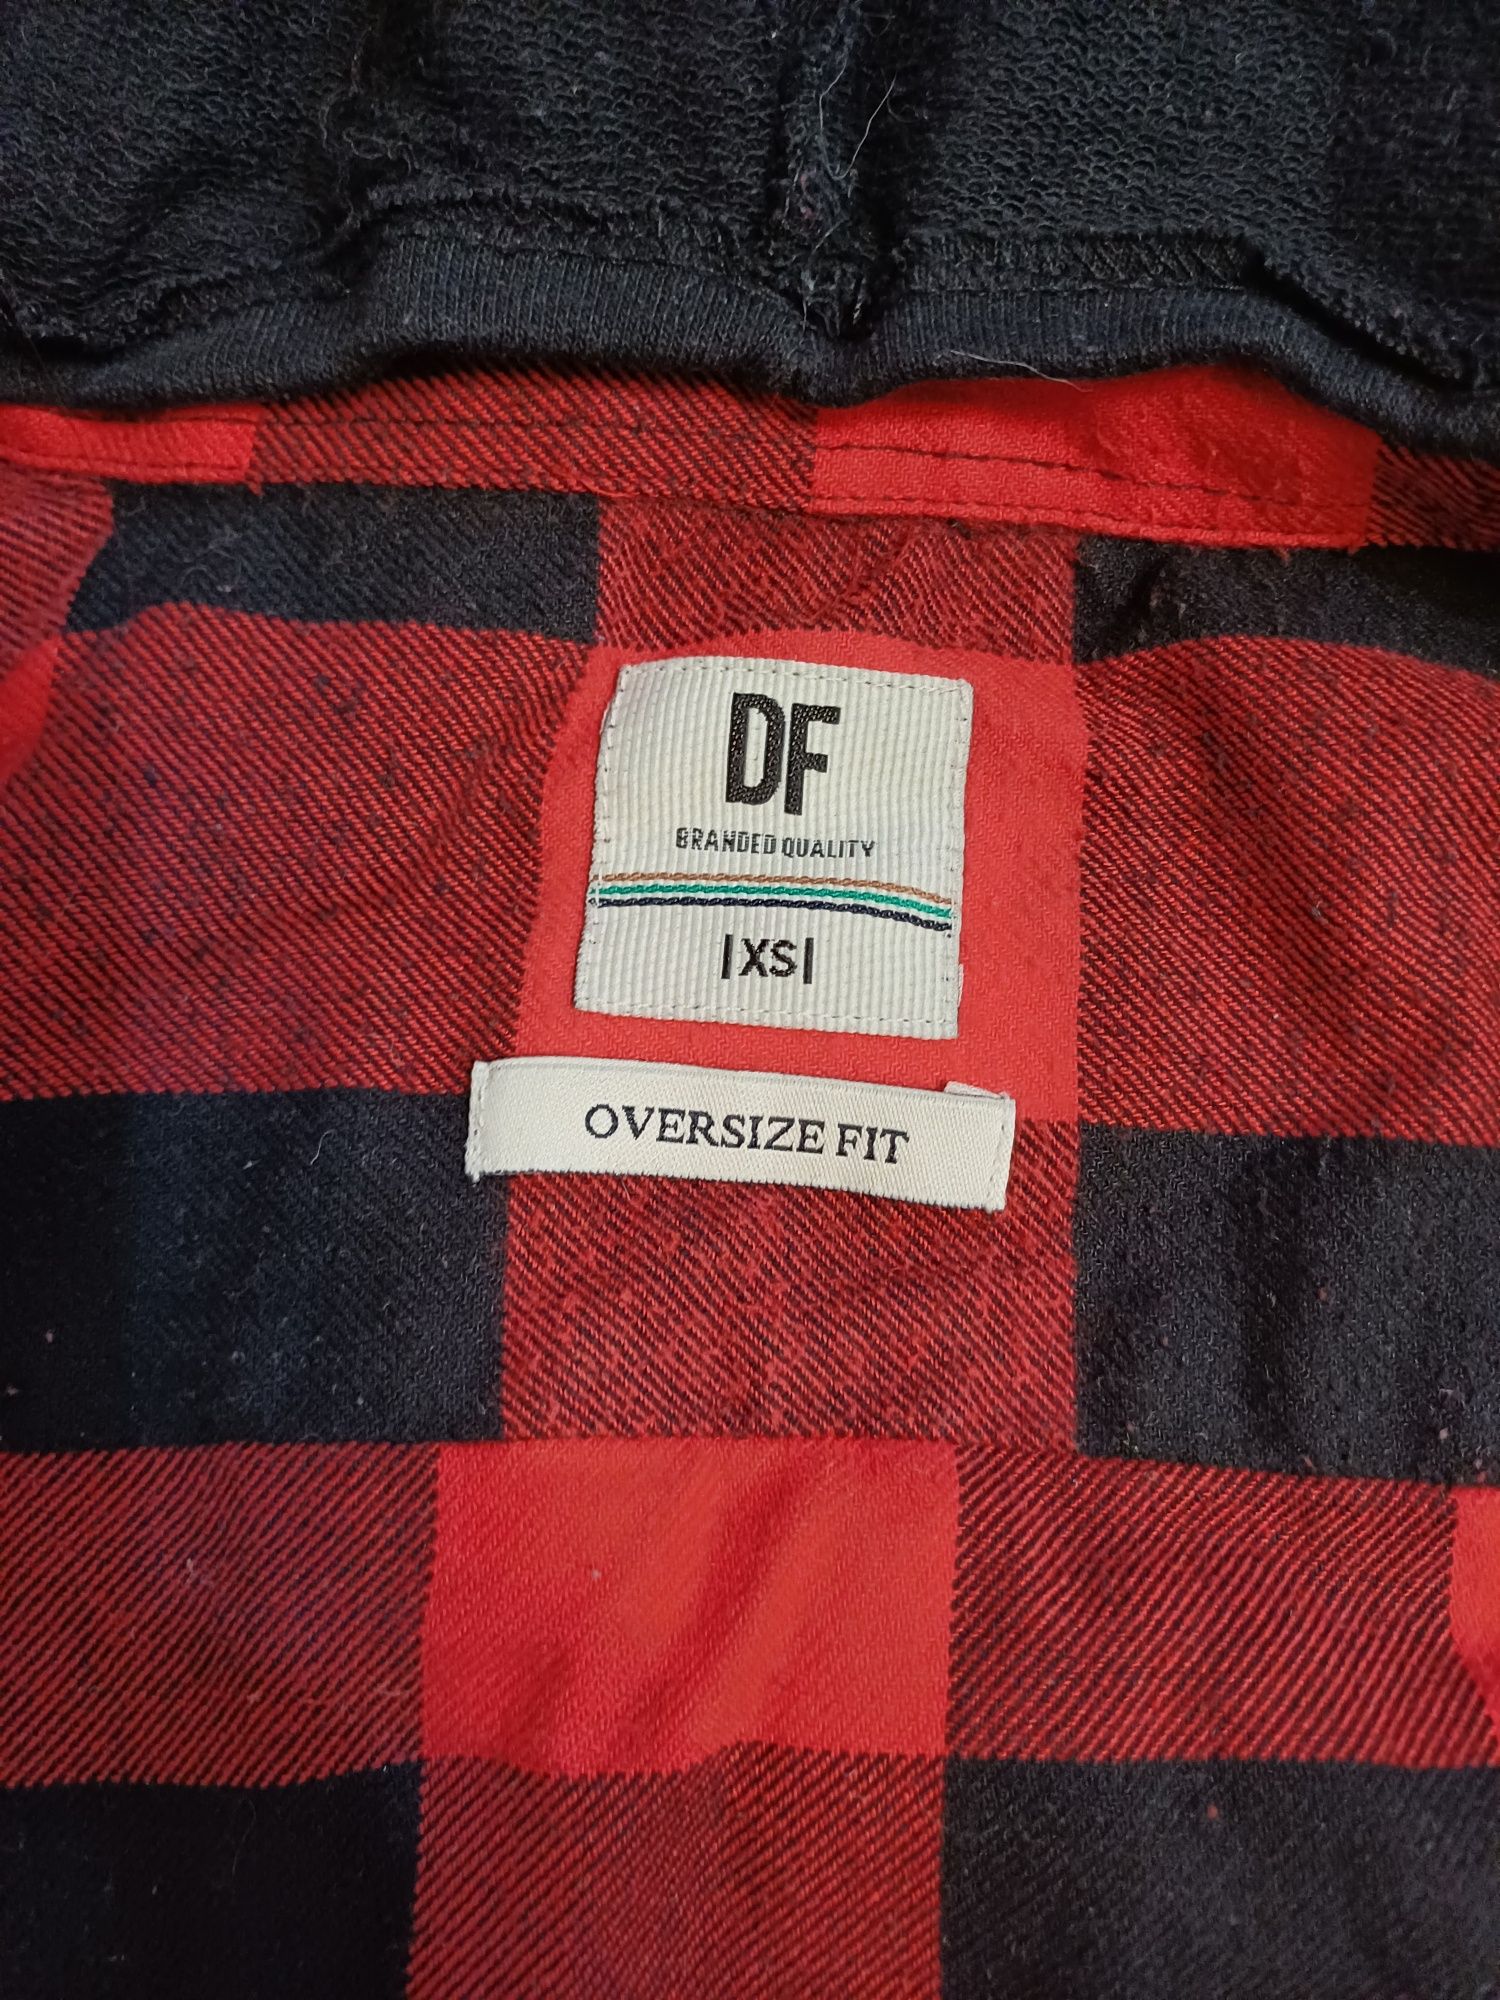 DF
BRANDED QUALITY
|XS|
OVERSIZE FIT